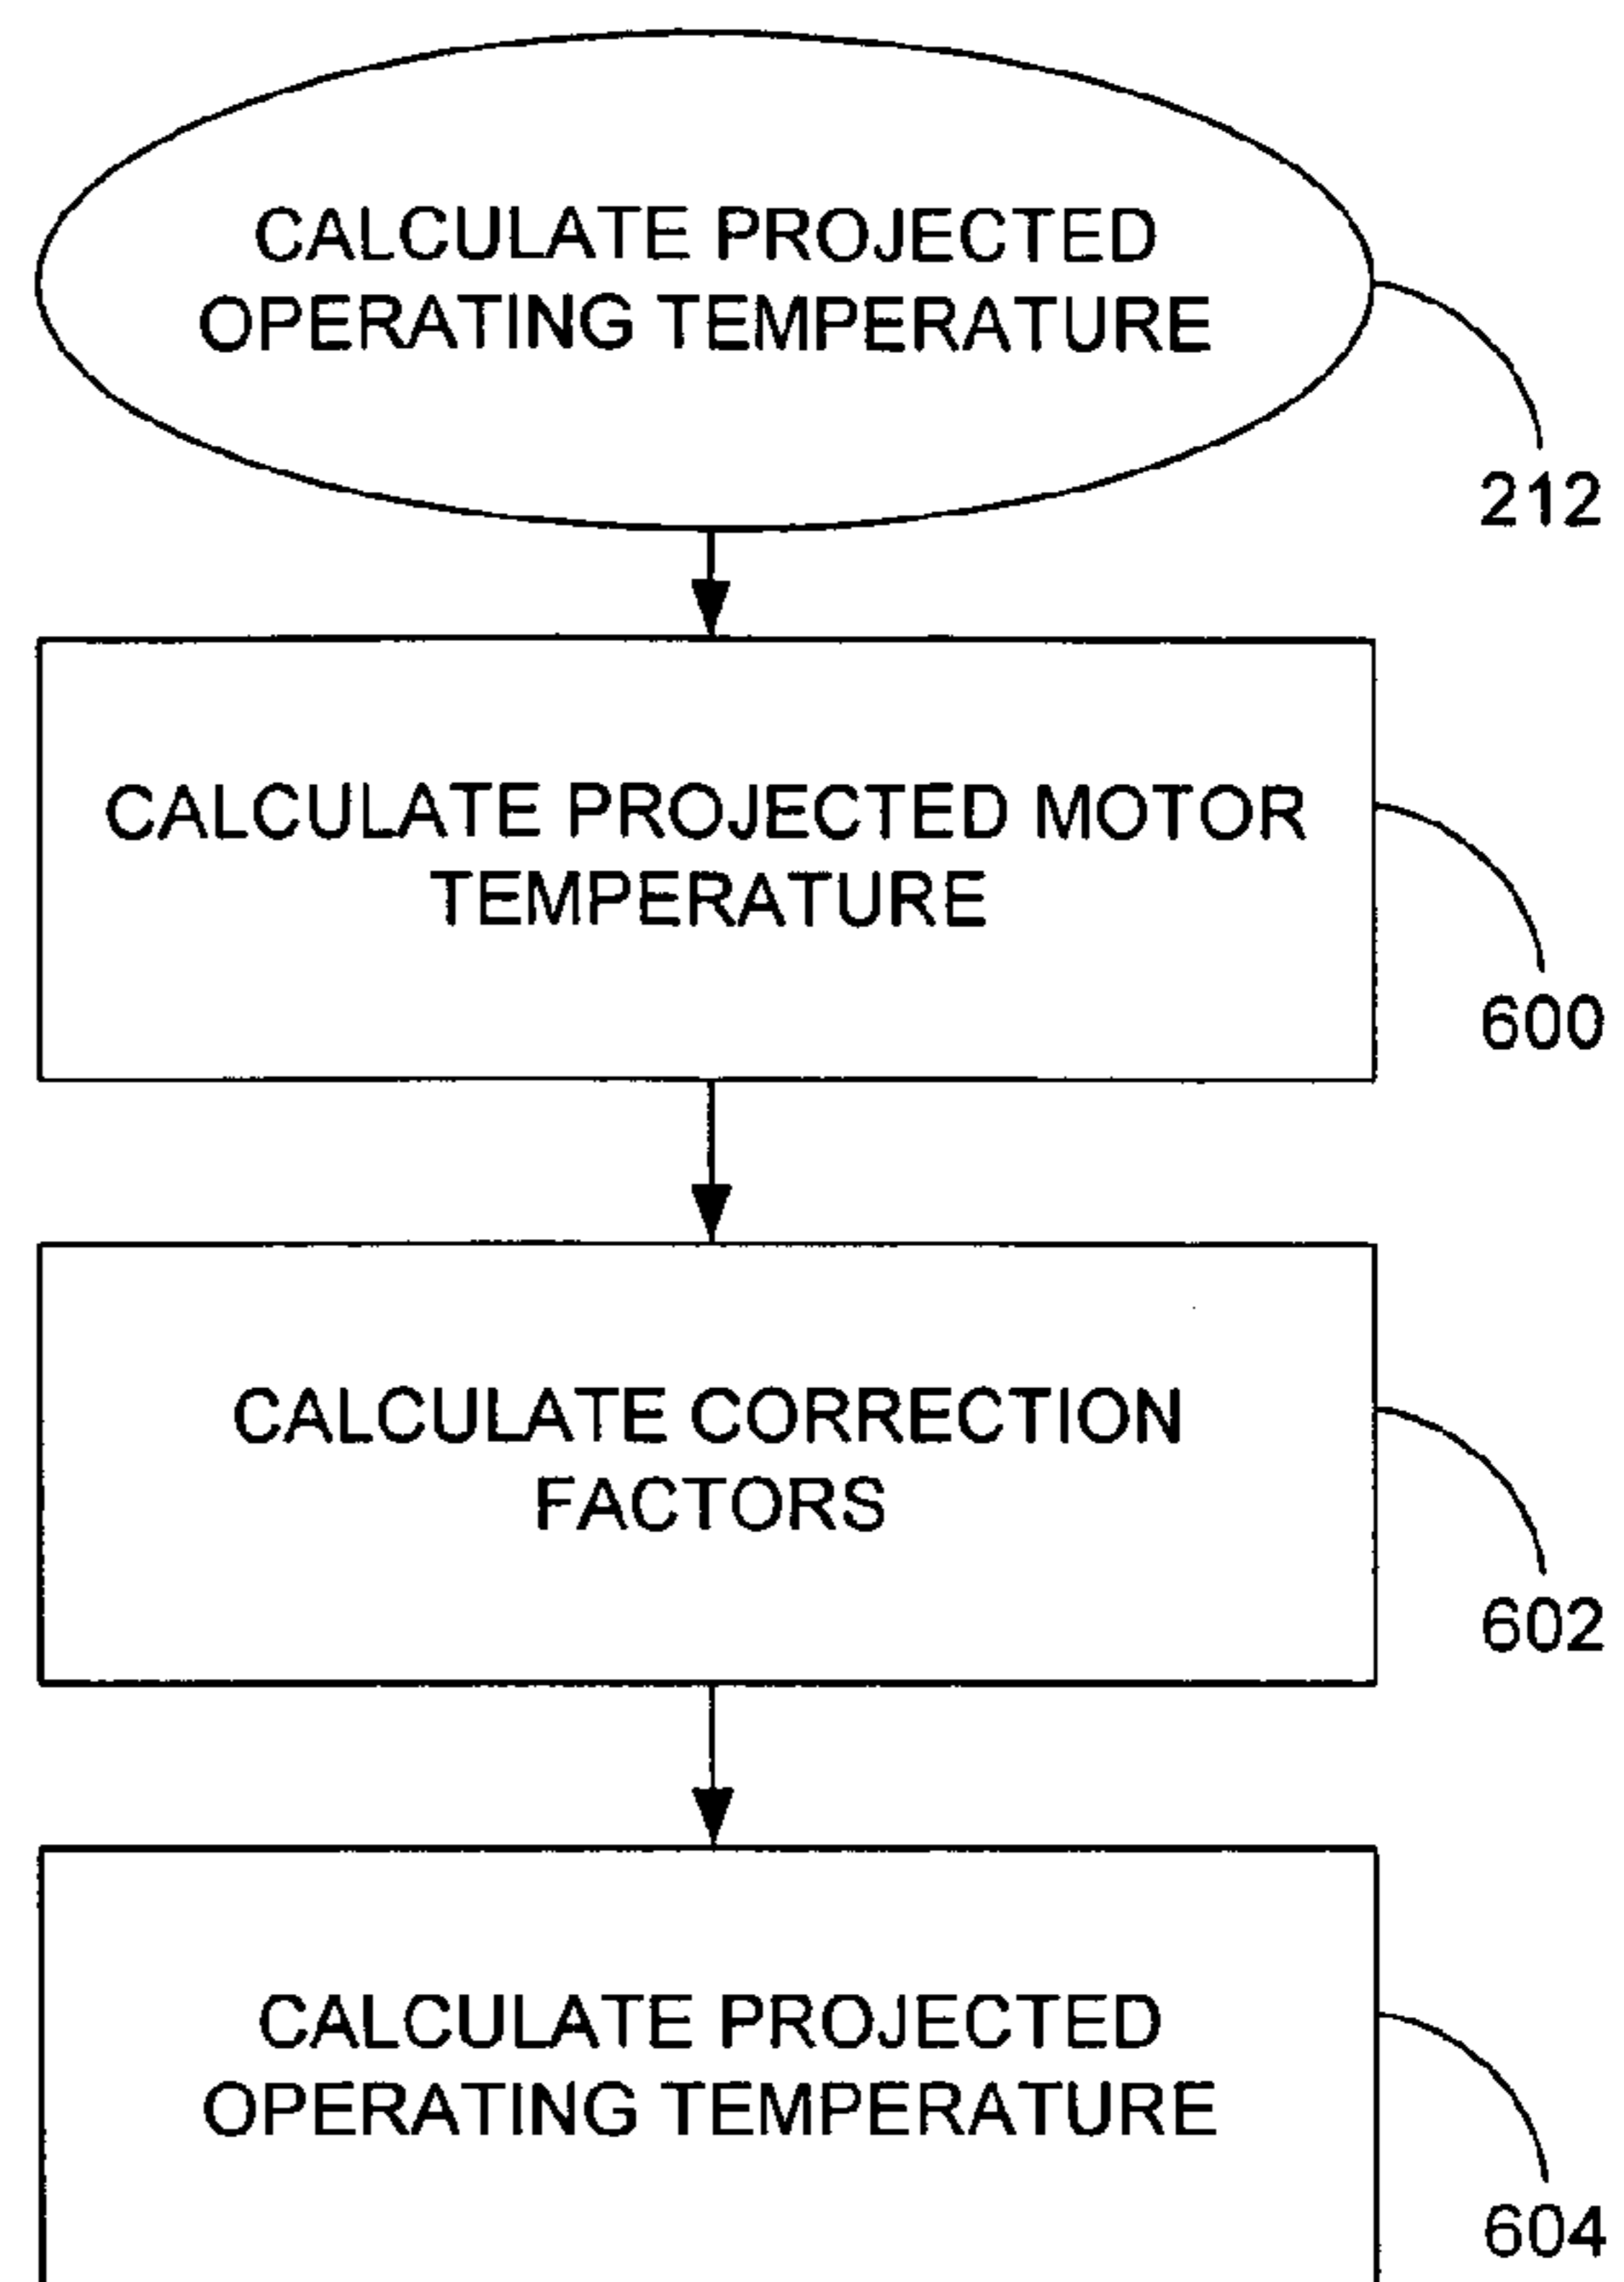 CALCULATE PROJECTED
OPERATING TEMPERATURE
212
CALCULATE PROJECTED MOTOR
TEMPERATURE
600
CALCULATE CORRECTION
FACTORS
602
CALCULATE PROJECTED
OPERATING TEMPERATURE
604